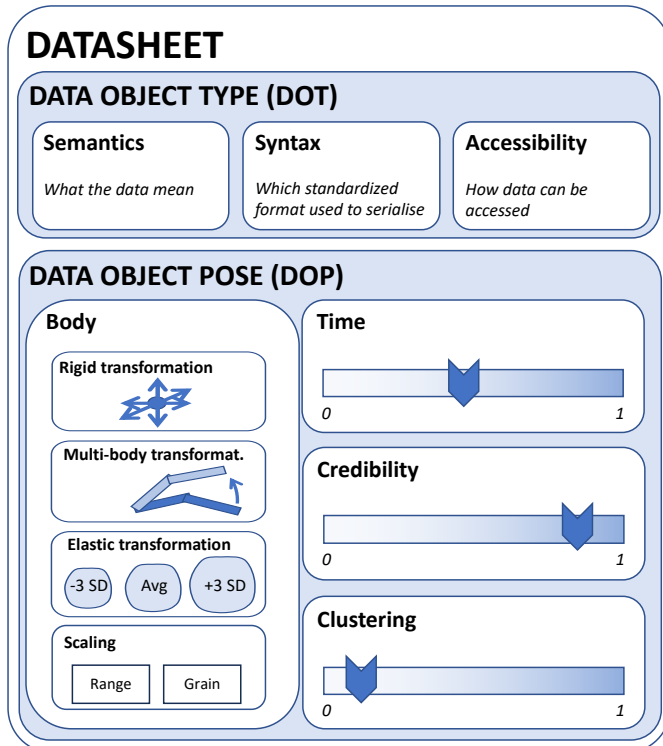 DATASHEET
DATA OBJECT TYPE (DOT)
Semantics
What the data mean
Syntax
Which standardized
format used to serialise
Accessibility
How data can be
accessed
DATA OBJECT POSE (DOP)
Body
Rigid transformation
Multi-body transformat.
Elastic transformation
-3 SD
Avg
+3 SD
Scaling
Range
Grain
Time
0
1
Credibility
0
1
Clustering
0
1